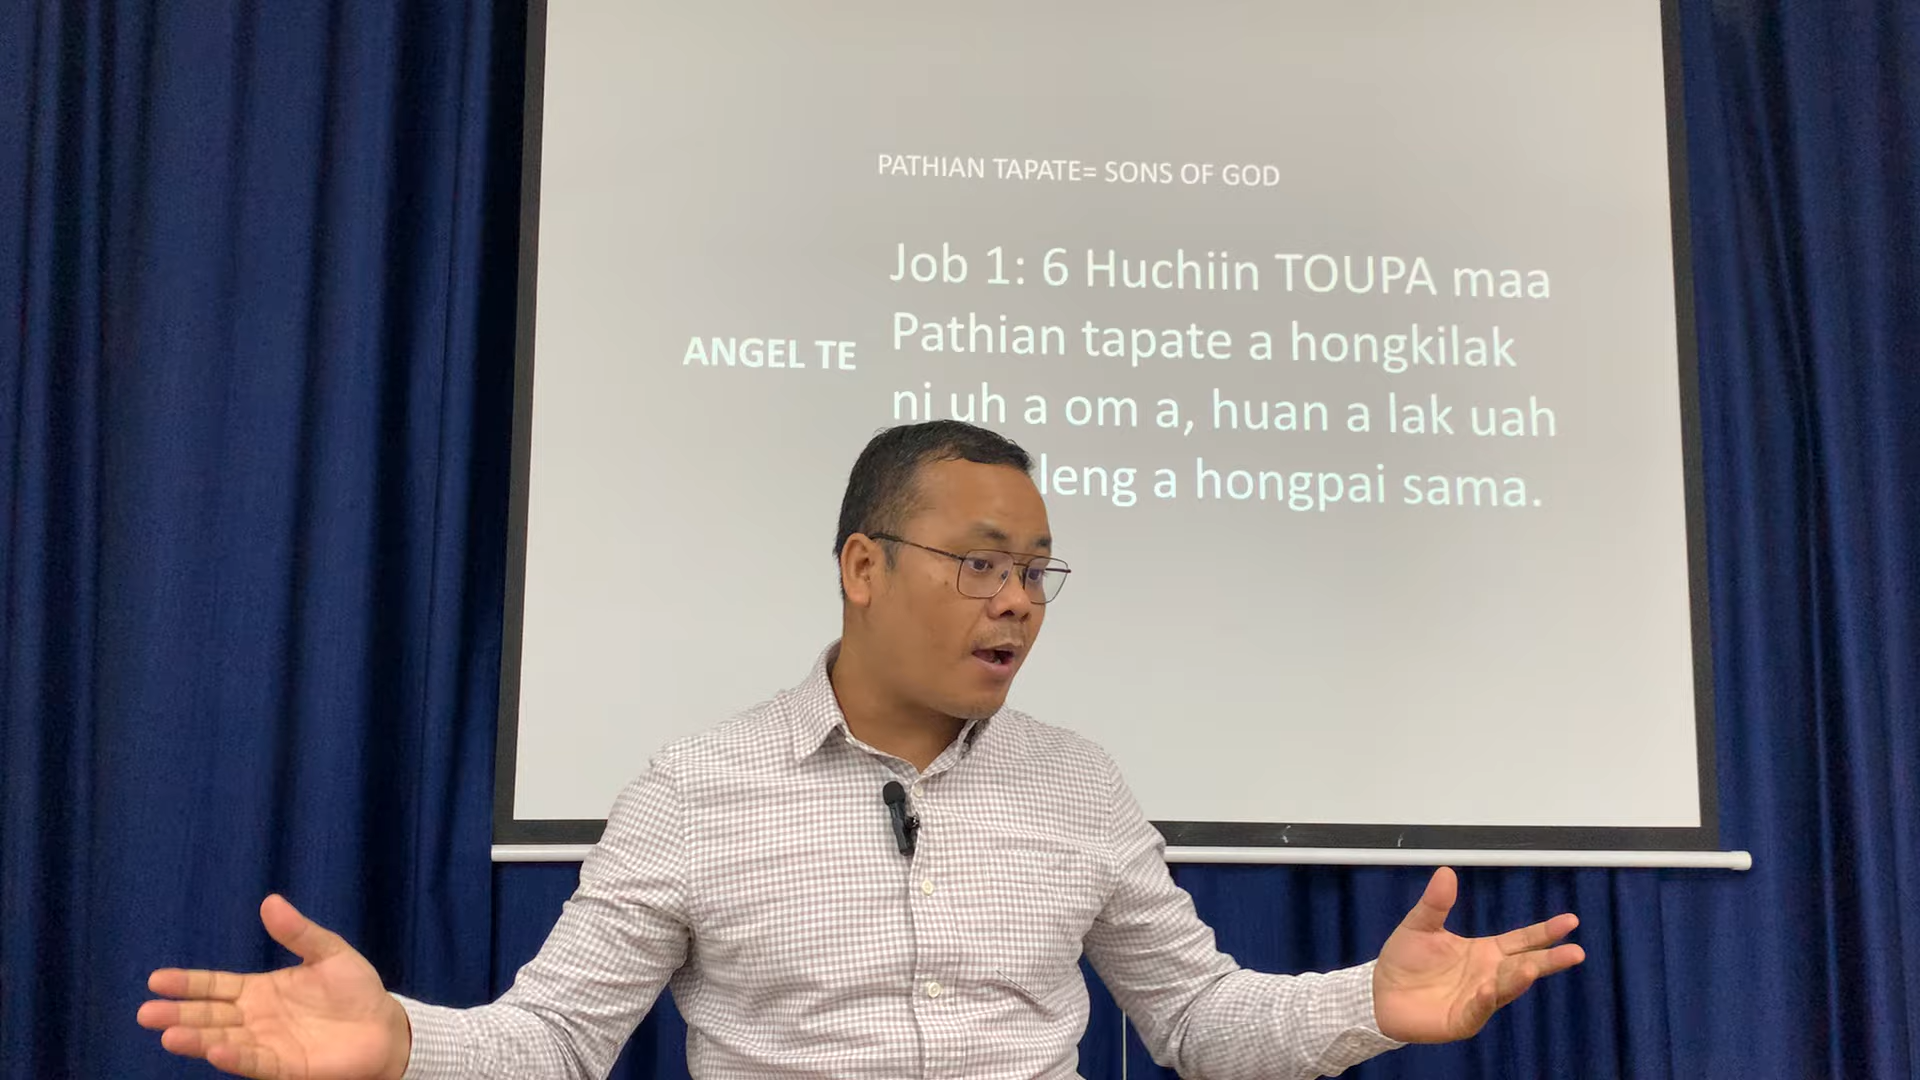 PATHIAN TAPATE= SONS OF GOD
ANGEL TE
Job 1: 6 Huchiin TOUPA maa
Pathian tapate a hongkilak
ni uh a om a, huan a lak uah
leng a hongpai sama.